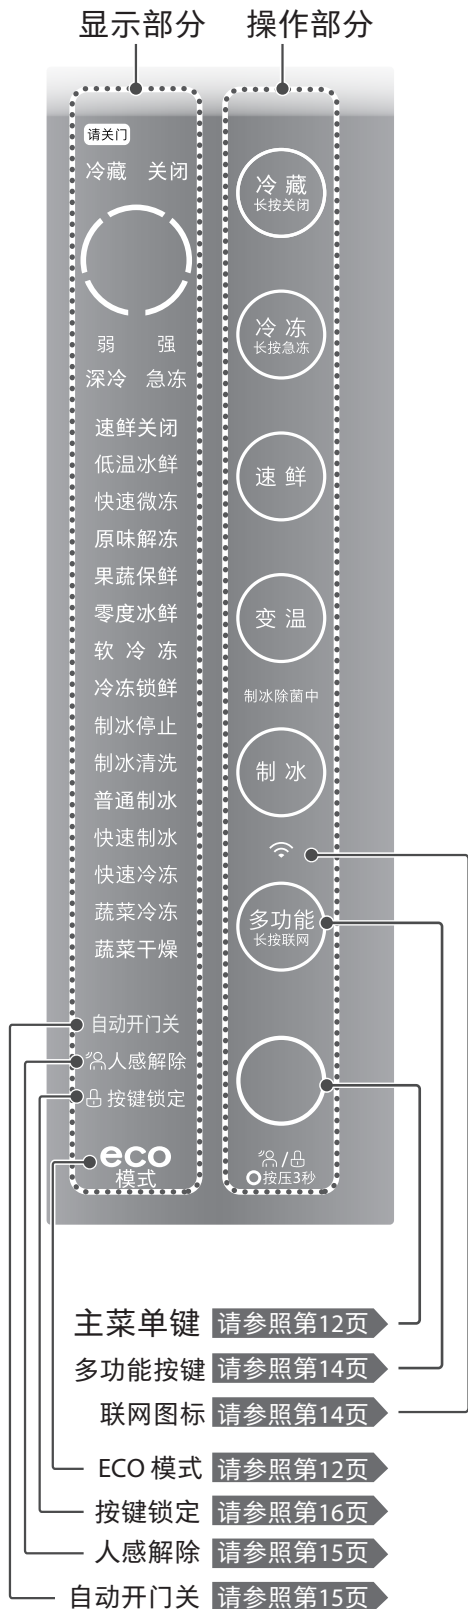 显示部分 操作部分
请关门
冷藏 关闭
弱 强
深冷 急冻
速鲜关闭
低温冰鲜
快速微冻
原味解冻
果蔬保鲜
零度冰鲜
软冷冻
冷冻锁鲜
制冰停止
制冰清洗
普通制冰
快速制冰
快速冷冻
蔬菜冷冻
蔬菜干燥
自动开门关
人感解除
按键锁定
eco
模式
冷藏
长按关闭
冷冻
长按急冻
速鲜
变温
制冰除菌中
制冰
多功能
长按联网
/
按压3秒
主菜单键 请参照第12页
多功能按键 请参照第14页
联网图标 请参照第14页
ECO 模式 请参照第12页
按键锁定 请参照第16页
人感解除 请参照第15页
自动开门关 请参照第15页